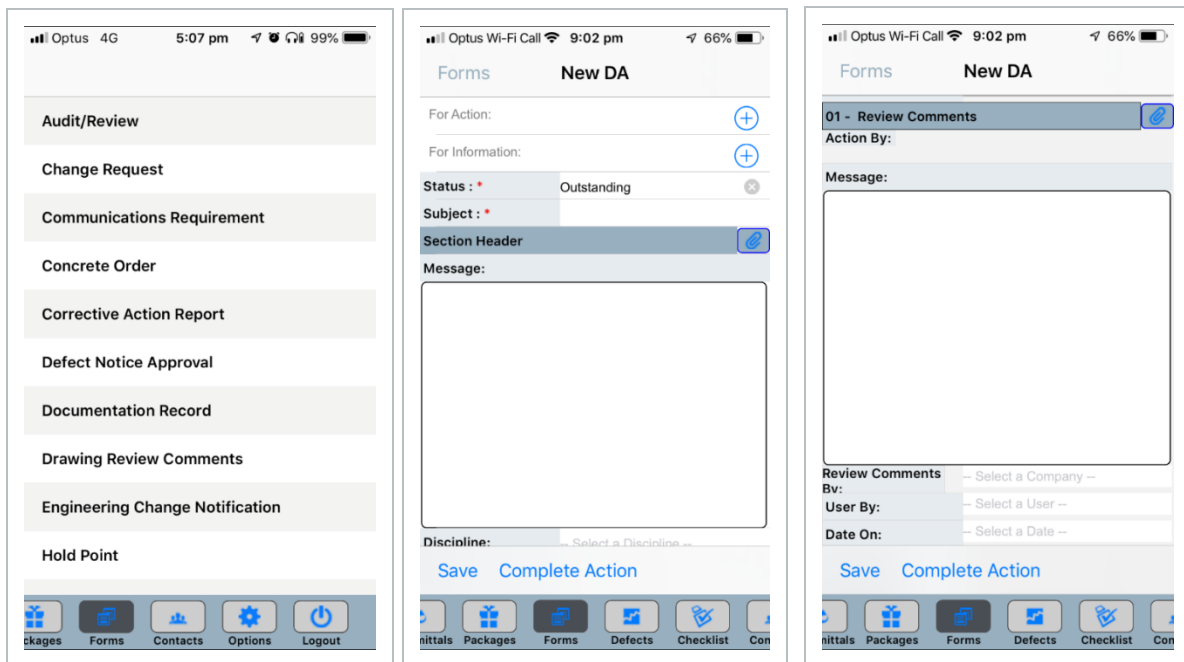 Optus 4G 5:07 pm 99%
Audit/Review
Change Request
Communications Requirement
Concrete Order
Corrective Action Report
Defect Notice Approval
Documentation Record
Drawing Review Comments
Engineering Change Notification
Hold Point
ckages Forms Contacts Options Logout
Optus Wi-Fi Call 9:02 pm 66%
Forms New DA
For Action:
For Information:
Status : * Outstanding
Subject : *
Section Header
Message:
Discipline: -- Select a Discipline --
Save Complete Action
nittals Packages Forms Defects Checklist Con
Optus Wi-Fi Call 9:02 pm 66%
Forms New DA
01 - Review Comments
Action By:
Message:
Review Comments
By: -- Select a Company --
User By: -- Select a User --
Date On: -- Select a Date --
Save Complete Action
nittals Packages Forms Defects Checklist Con